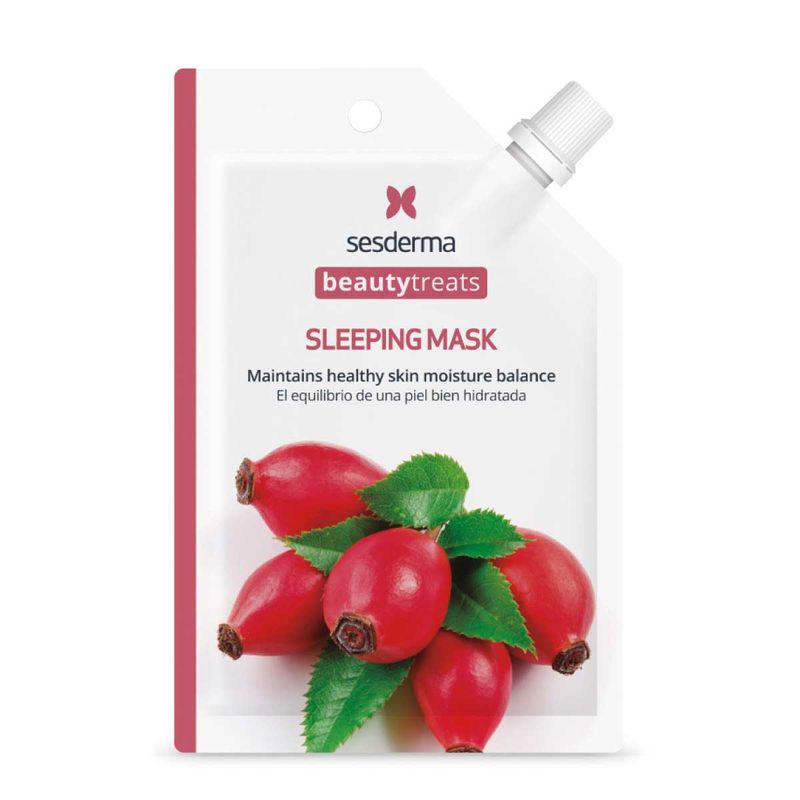 sesderma
beautytreats
SLEEPING MASK
Maintains healthy skin moisture balance
El equilibrio de una piel bien hidratada